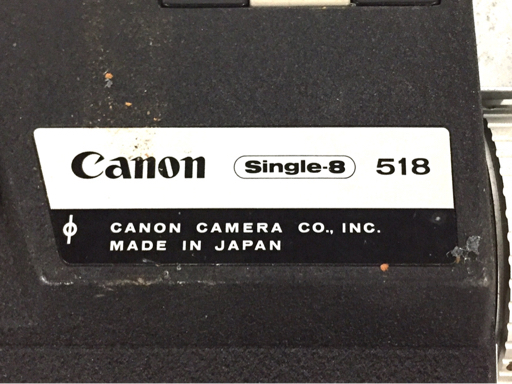 Canon Single-8 518
ϕ CANON CAMERA CO., INC.
MADE IN JAPAN